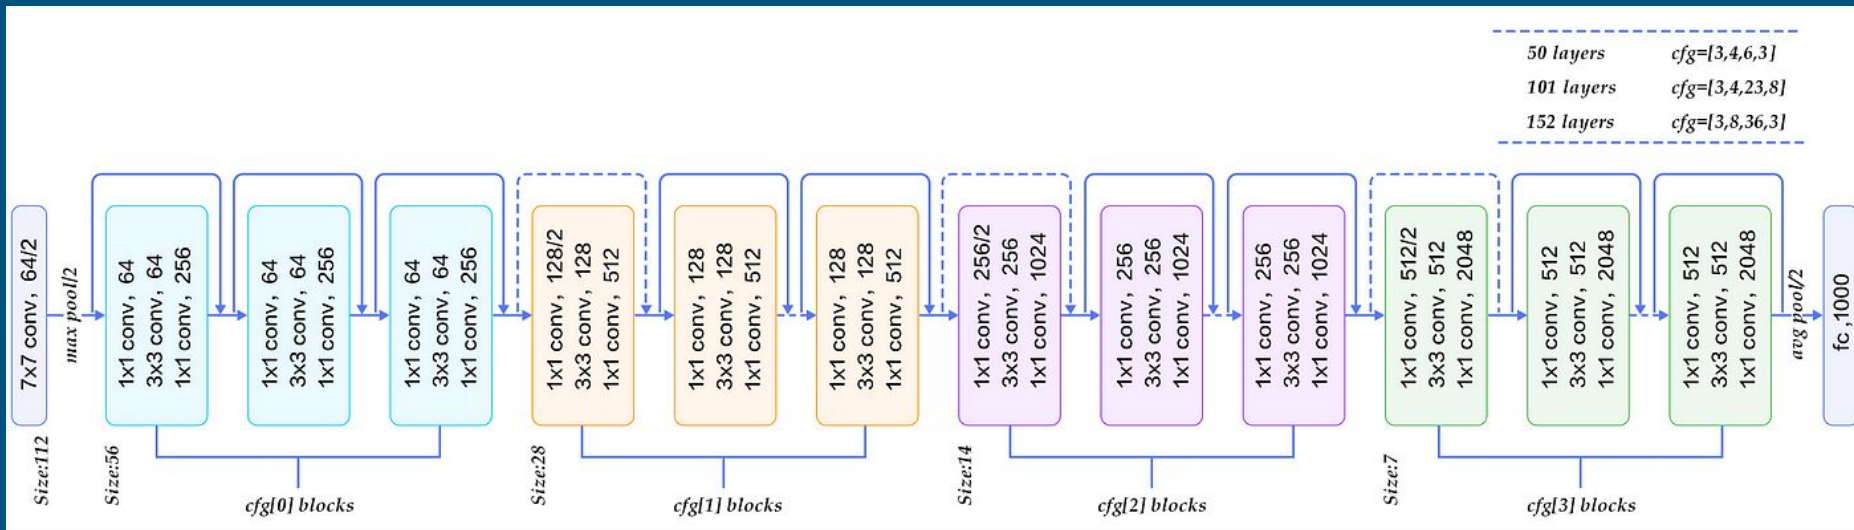 50 layers cfg=[3,4,6,3]
101 layers cfg=[3,4,23,8]
152 layers cfg=[3,8,36,3]
7x7 conv, 64/2
max pool/2
1x1 conv, 64
3x3 conv, 64
1x1 conv, 256
1x1 conv, 64
3x3 conv, 64
1x1 conv, 256
1x1 conv, 64
3x3 conv, 64
1x1 conv, 256
1x1 conv, 128/2
3x3 conv, 128
1x1 conv, 512
1x1 conv, 128
3x3 conv, 128
1x1 conv, 512
1x1 conv, 128
3x3 conv, 128
1x1 conv, 512
1x1 conv, 256/2
3x3 conv, 256
1x1 conv, 1024
1x1 conv, 256
3x3 conv, 256
1x1 conv, 1024
1x1 conv, 256
3x3 conv, 256
1x1 conv, 1024
1x1 conv, 512/2
3x3 conv, 512
1x1 conv, 2048
1x1 conv, 512
3x3 conv, 512
1x1 conv, 2048
1x1 conv, 512
3x3 conv, 512
1x1 conv, 2048
avg pool/2
fc ,1000
Size:112
Size:56
cfg[0] blocks
Size:28
cfg[1] blocks
Size:14
cfg[2] blocks
Size:7
cfg[3] blocks